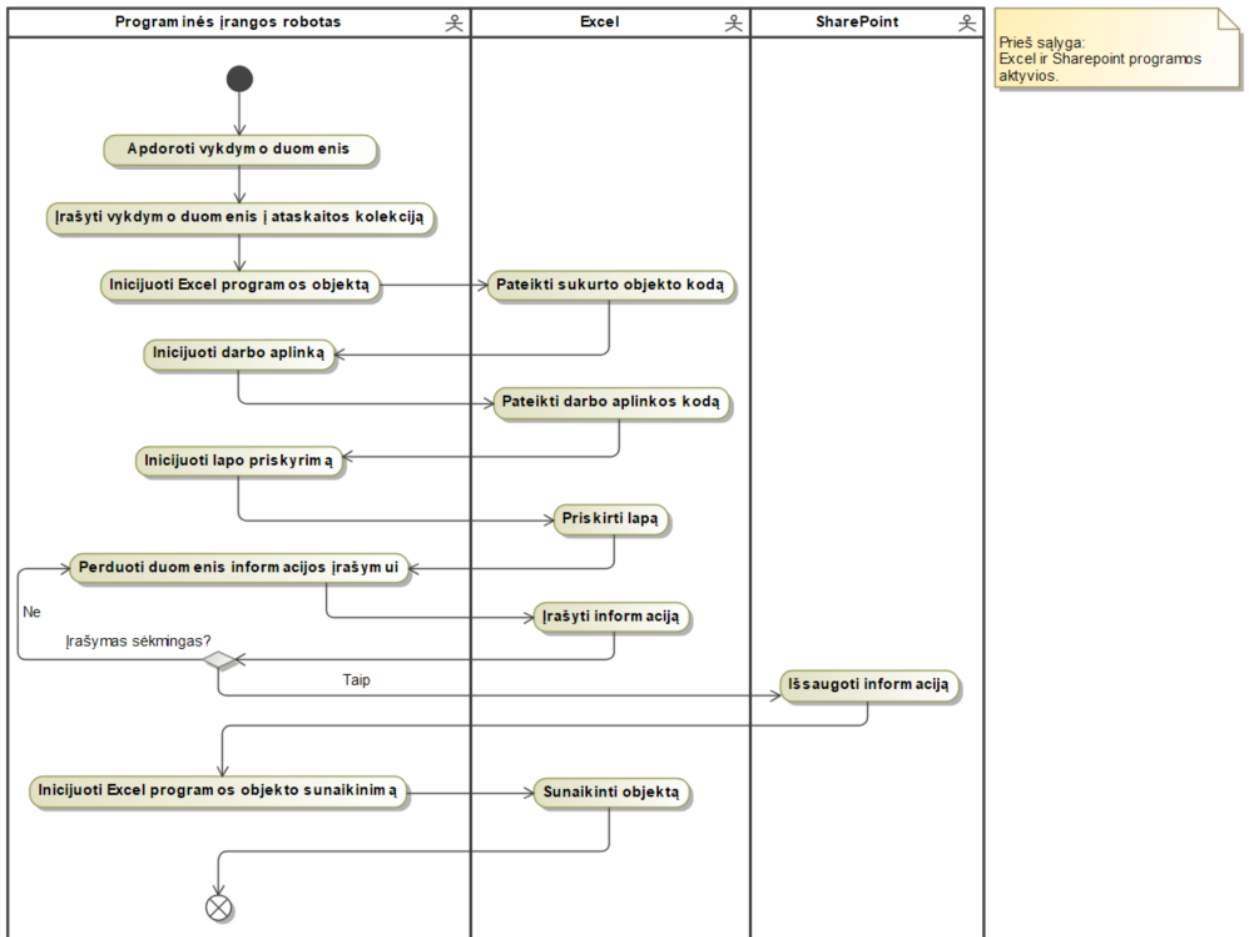 Programinės įrangos robotas
Excel
SharePoint
Prieš sąlyga:
Excel ir Sharepoint programos
aktyvios.
Apdoroti vykdymo duomenis
Įrašyti vykdymo duomenis į ataskaitos kolekciją
Inicijuoti Excel programos objektą
Pateikti sukurto objekto kodą
Inicijuoti darbo aplinką
Pateikti darbo aplinkos kodą
Inicijuoti lapo priskyrimą
Priskirti lapą
Perduoti duomenis informacijos įrašymui
Ne
Įrašyti informaciją
Įrašymas sėkmingas?
Taip
Išsaugoti informaciją
Inicijuoti Excel programos objekto sunaikinimą
Sunaikinti objektą